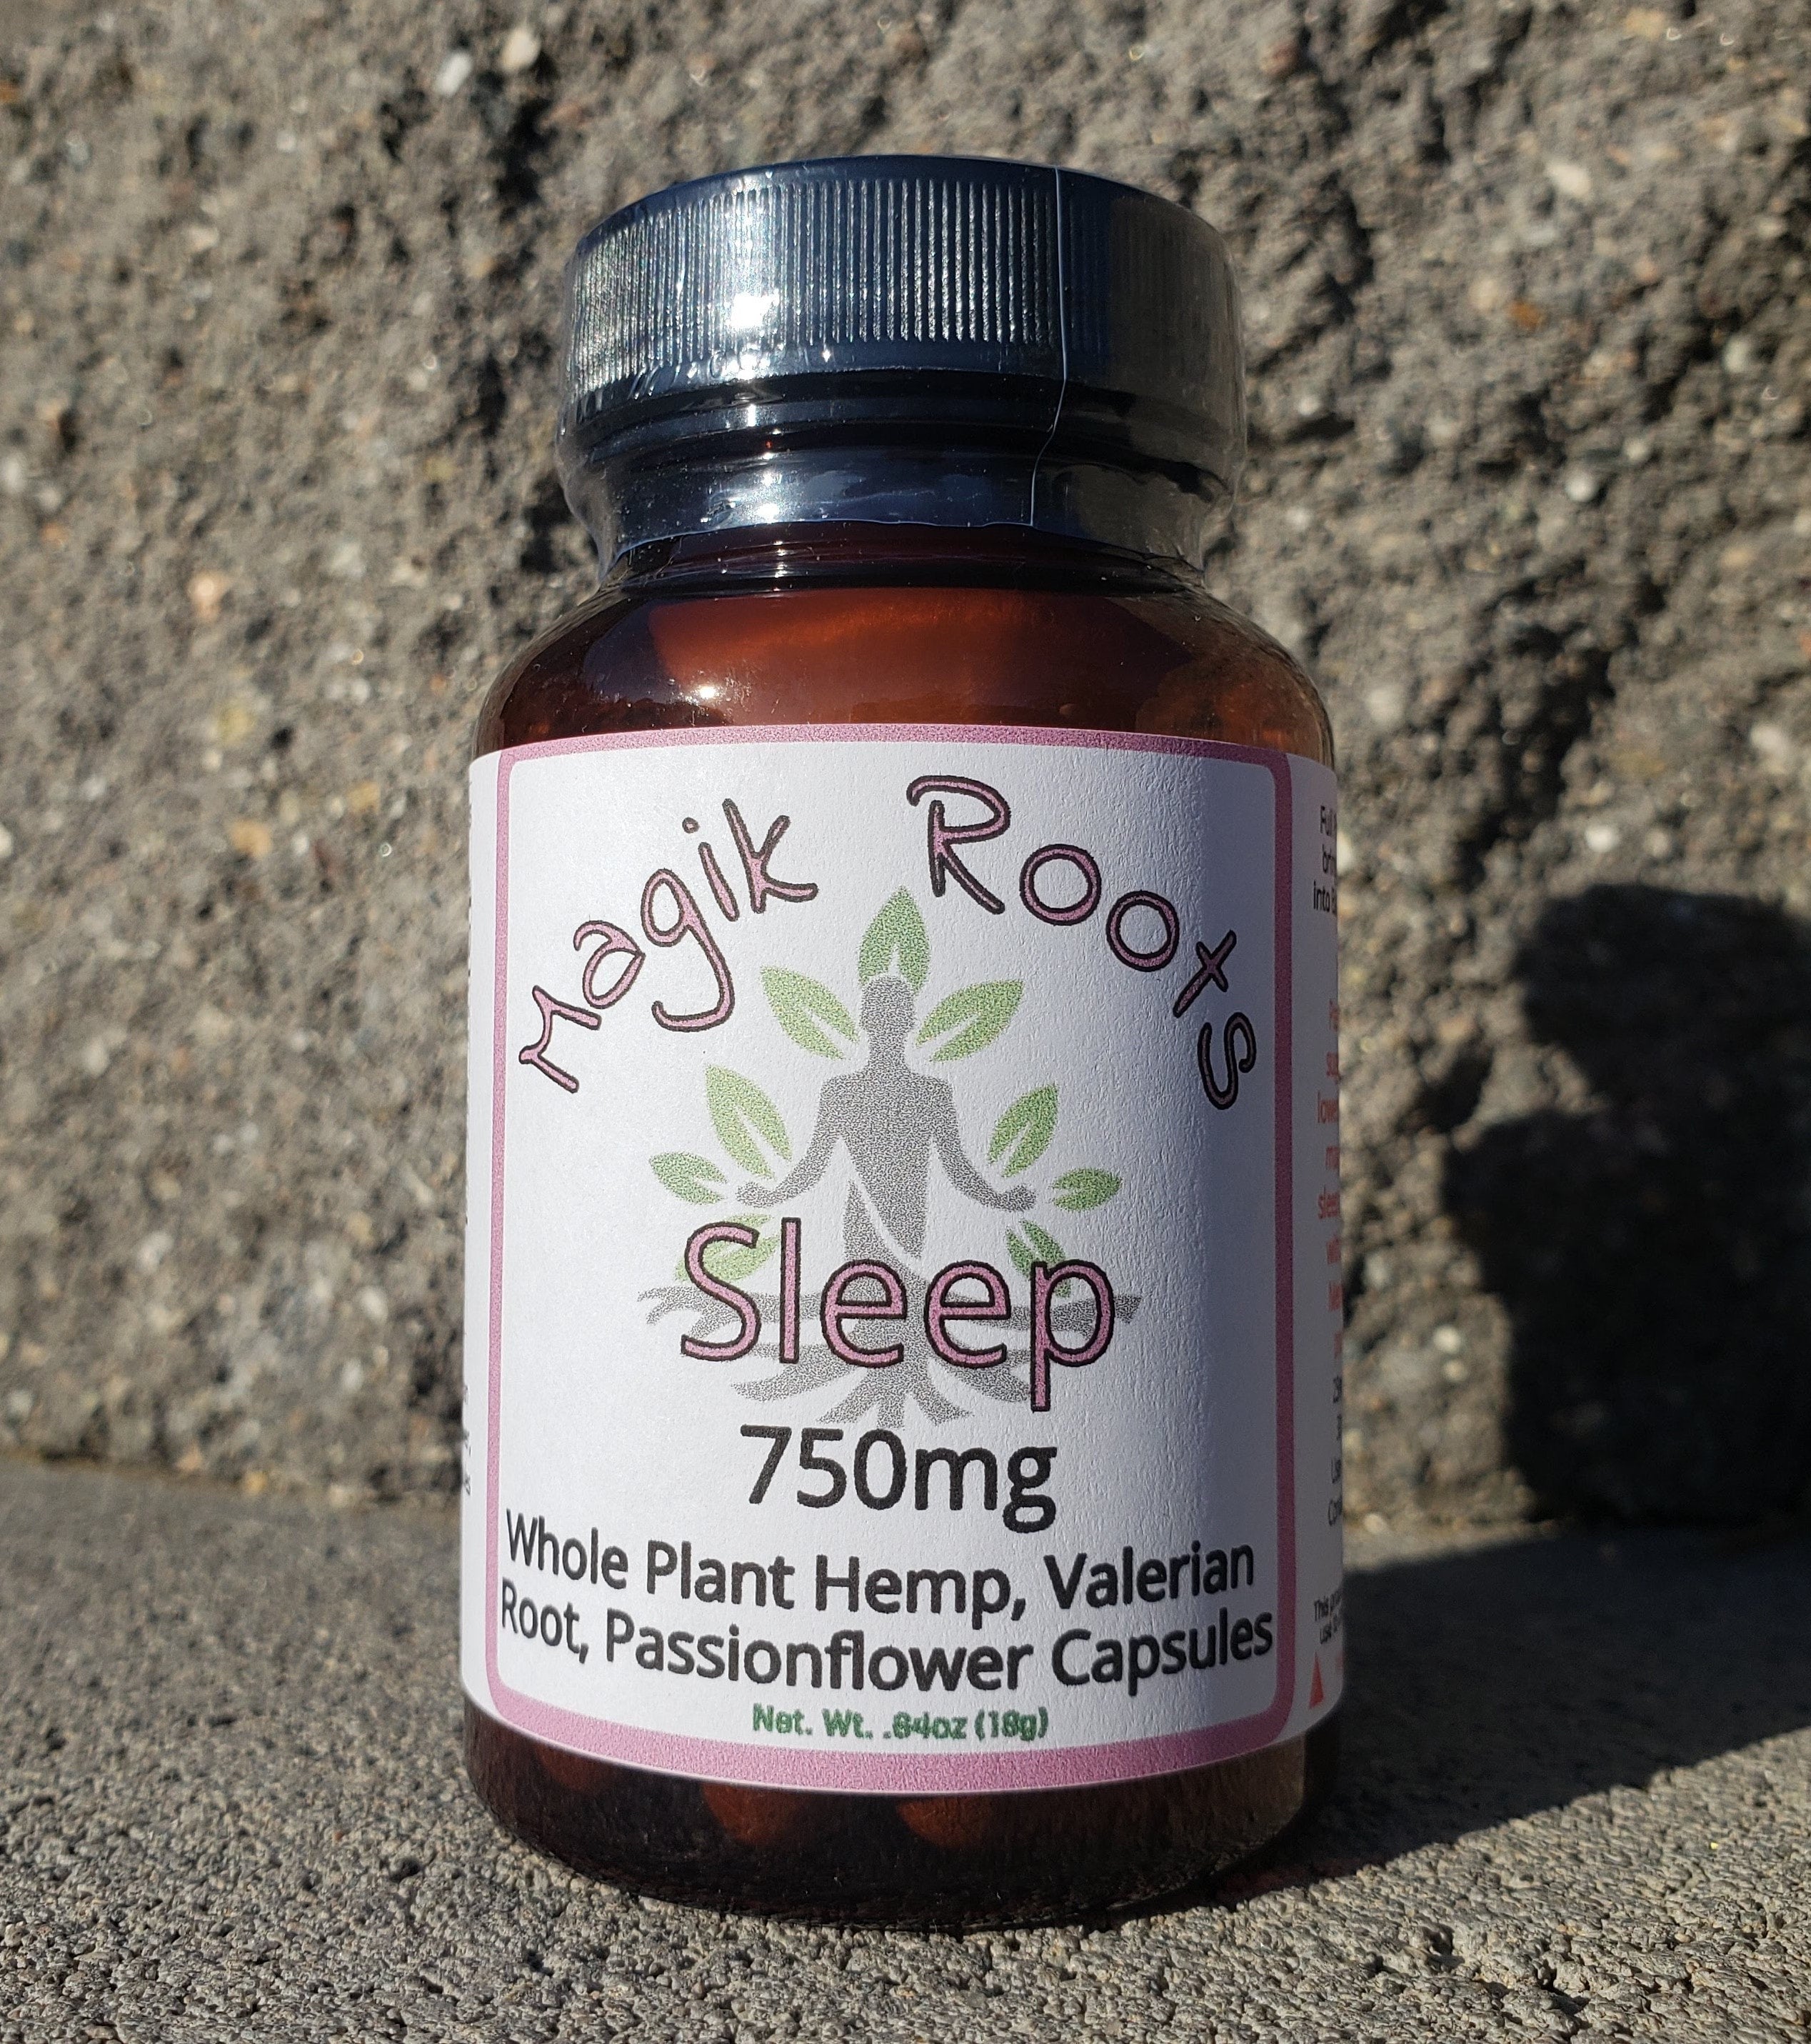 Magik Roots
Sleep
750mg
Whole Plant Hemp, Valerian
Root, Passionflower Capsules
Net. Wt. .64oz (18g)